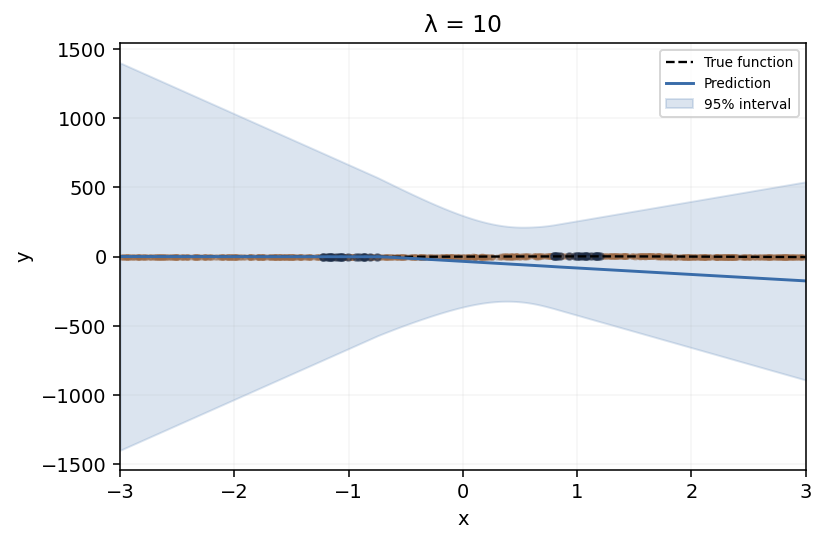 λ = 10
1500
1000
500
0
−500
−1000
−1500
y
−3
−2
−1
0
1
2
3
x
True function
Prediction
95% interval